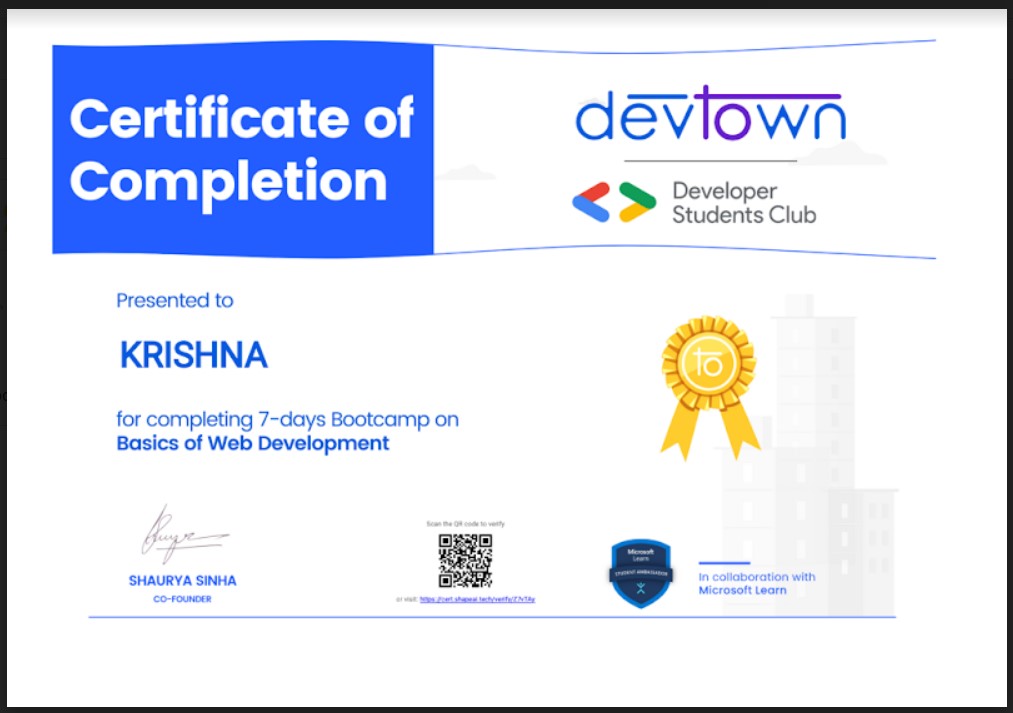 Certificate of
Completion
devtown
Developer
Students Club
Presented to
KRISHNA
for completing 7-days Bootcamp on
Basics of Web Development
to
SHAURYA SINHA
CO-FOUNDER
Scan the QR code to verify
or visit: https://cert.shapeai.tech/verify/
Microsoft
Learn
STUDENT AMBASSADOR
In collaboration with
Microsoft Learn